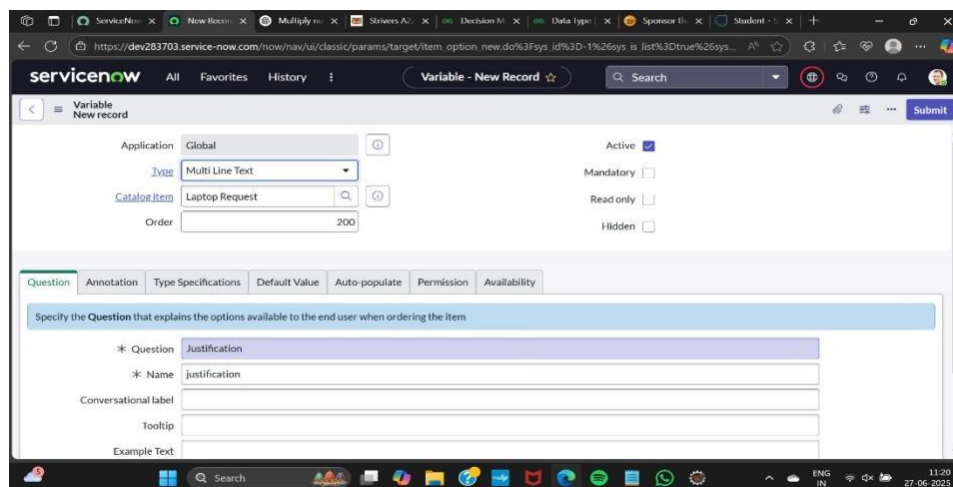 ServiceNow
New Record
Multiply nu
Strivers A2
Decision M
Data Type
Sponsor th
Student - S
https://dev283703.service-now.com/now/nav/ui/classic/params/target/item_option_new.do%3Fsys_id%3D-1%26sys_is_list%3Dtrue%26sys...
servicenow All Favorites History Variable - New Record Search
Variable
New record
Submit
Application Global Active
Type Multi Line Text Mandatory
Catalog item Laptop Request Read only
Order 200 Hidden
Question Annotation Type Specifications Default Value Auto-populate Permission Availability
Specify the Question that explains the options available to the end user when ordering the item
* Question Justification
* Name justification
Conversational label
Tooltip
Example Text
5 Search ENG 11:20
IN 27-06-2025